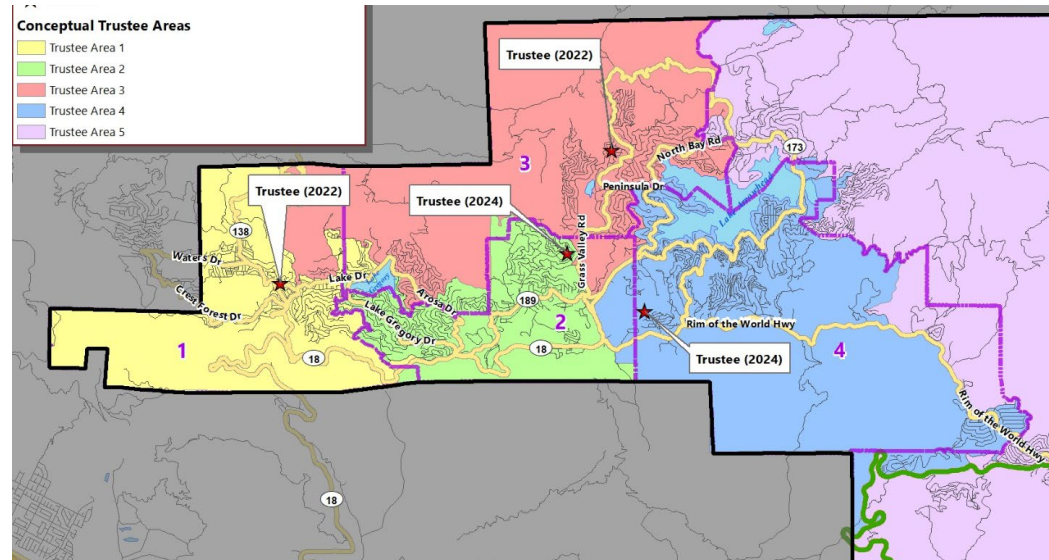 Conceptual Trustee Areas
Trustee Area 1
Trustee Area 2
Trustee Area 3
Trustee Area 4
Trustee Area 5
Trustee (2022)
North Bay Rd
173
3
Peninsula Dr
Trustee (2022)
Trustee (2024)
Grass Valley Rd
138
Waters Dr
Lake Dr
Crest Forest Dr
Arosa Dr
189
Lake Gregory Dr
2
Rim of the World Hwy
1
18
18
Trustee (2024)
4
Rim of the World Hwy
18